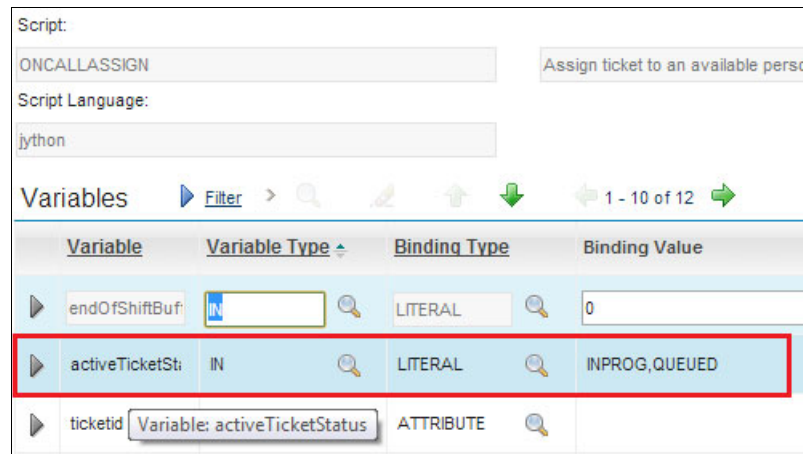 Script:
ONCALLASSIGN Assign ticket to an available perso
Script Language:
jython
Variables Filter > 1 - 10 of 12
Variable Variable Type Binding Type Binding Value
endOfShiftBuf IN LITERAL 0
activeTicketSt IN LITERAL INPROG,QUEUED
ticketid Variable: activeTicketStatus ATTRIBUTE